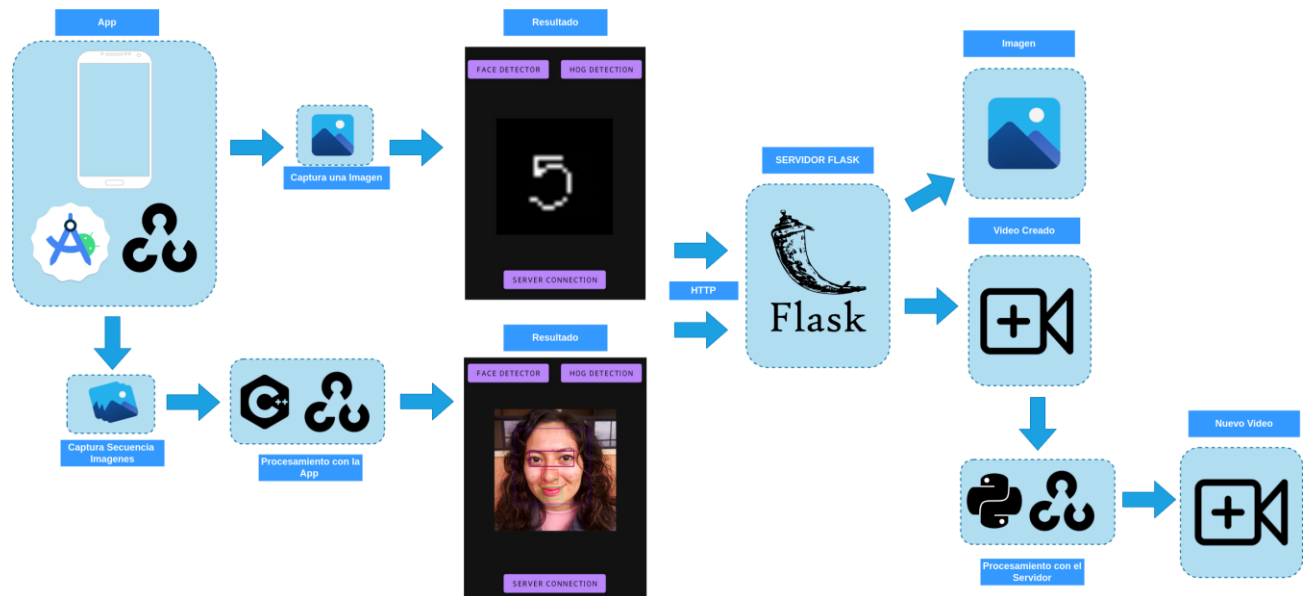 App
Captura una Imagen
Resultado
FACE DETECTOR
HOG DETECTION
5
SERVER CONNECTION
Captura Secuencia
Imagenes
C++
Procesamiento con la
App
Resultado
FACE DETECTOR
HOG DETECTION
SERVER CONNECTION
HTTP
SERVIDOR FLASK
Flask
Imagen
Video Creado
Procesamiento con el
Servidor
Nuevo Video